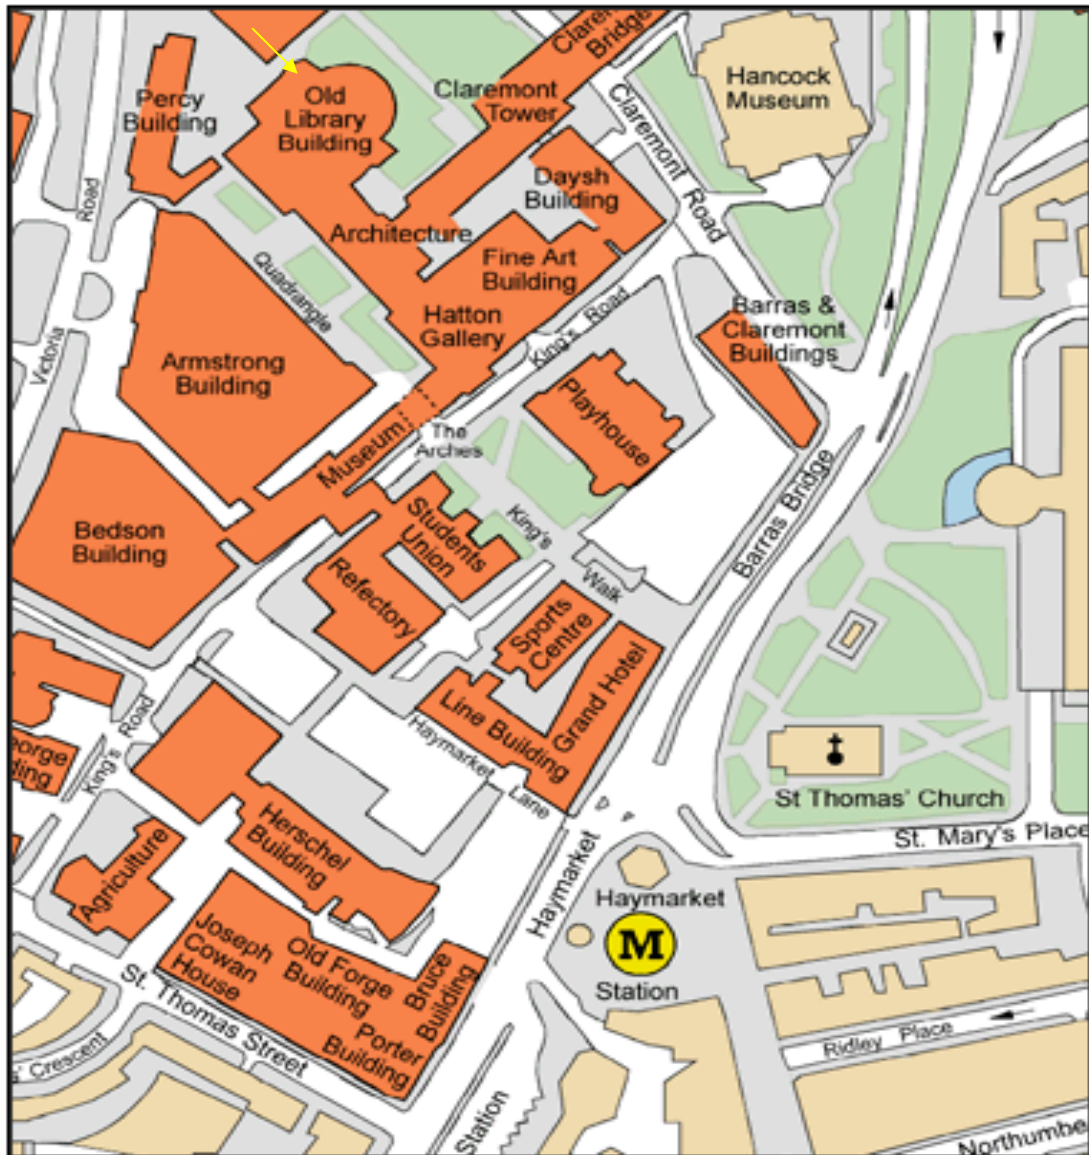 Claremont
Bridge
Percy
Building
Old
Library
Building
Claremont
Tower
Hancock
Museum
Claremont Road
Daysh
Building
Road
Architecture
Fine Art
Building
Quadrangle
Hatton
Gallery
King's Road
Barras &
Claremont
Buildings
Victoria
Armstrong
Building
Playhouse
Museum
The
Arches
Bedson
Building
Students
Union
King's
Walk
Barras Bridge
Refectory
Sports
Centre
Grand Hotel
Line Building
Haymarket
Lane
King's Road
St Thomas' Church
St. Mary's Place
Herschel
Building
Agriculture
Haymarket
Haymarket
M
Station
Joseph
Cowan
House
Old Forge
Building
Bruce
Building
Porter
Building
St. Thomas Street
Crescent
Ridley Place
Station